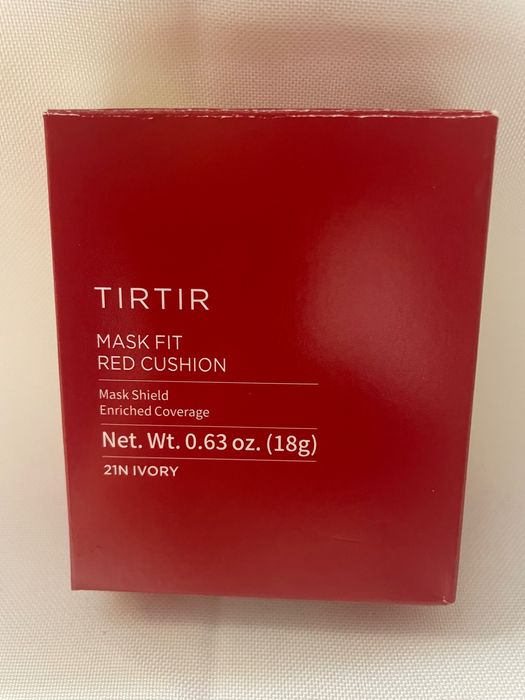 TIRTIR
MASK FIT
RED CUSHION
Mask Shield
Enriched Coverage
Net. Wt. 0.63 oz. (18g)
21N IVORY